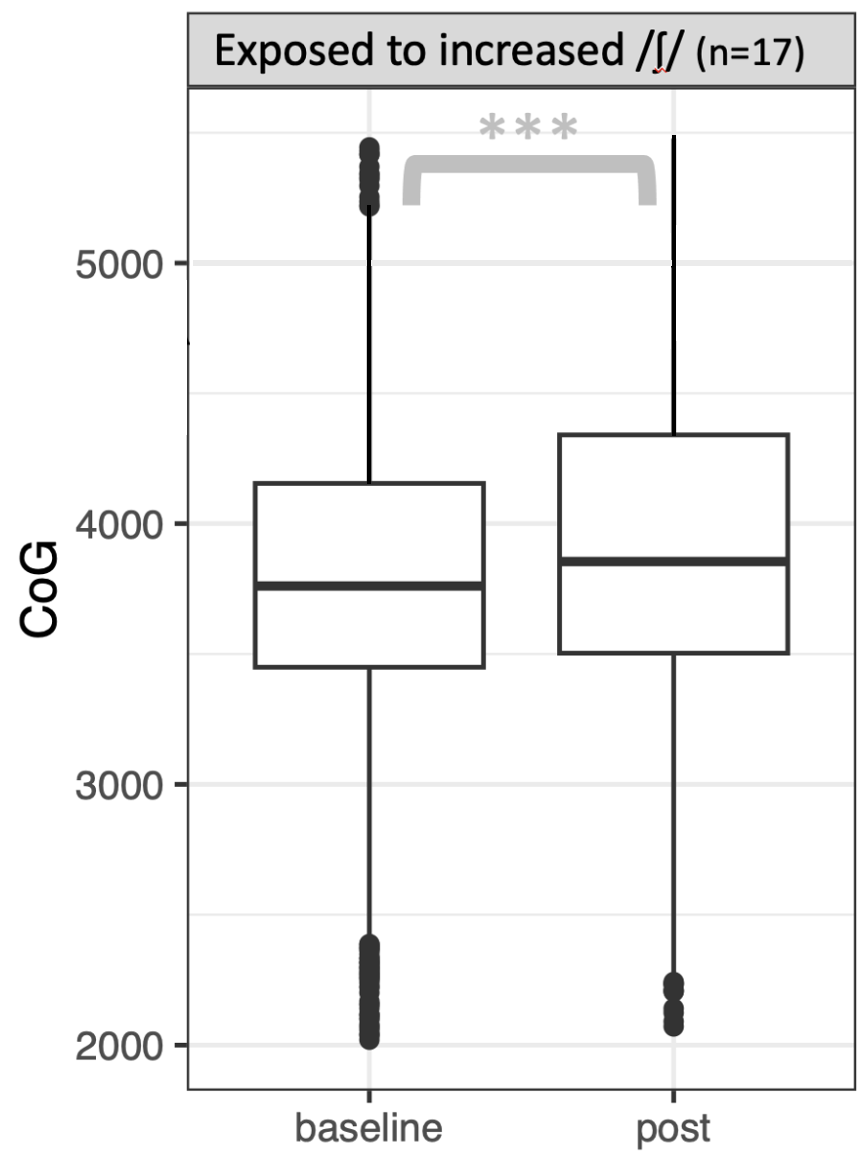 Exposed to increased /ʃ/ (n=17)
***
5000
4000
3000
2000
CoG
baseline post